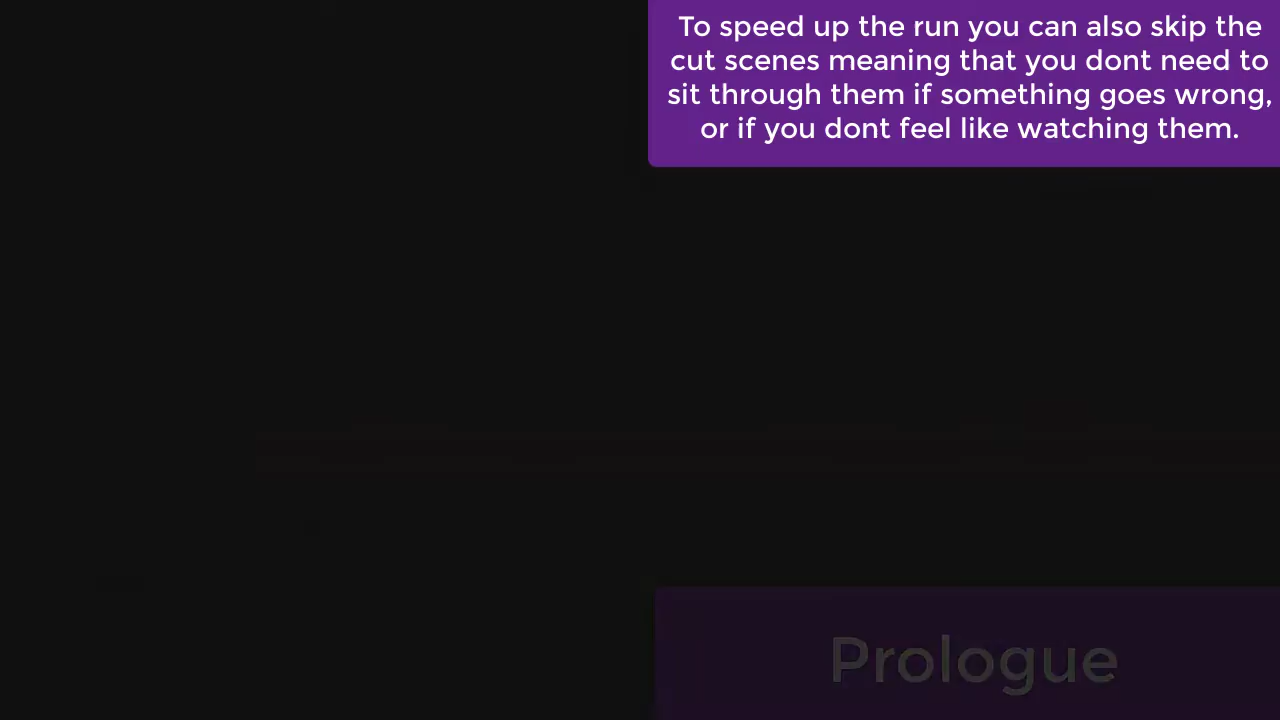 To speed up the run you can also skip the
cut scenes meaning that you dont need to
sit through them if something goes wrong,
or if you dont feel like watching them.
Prologue